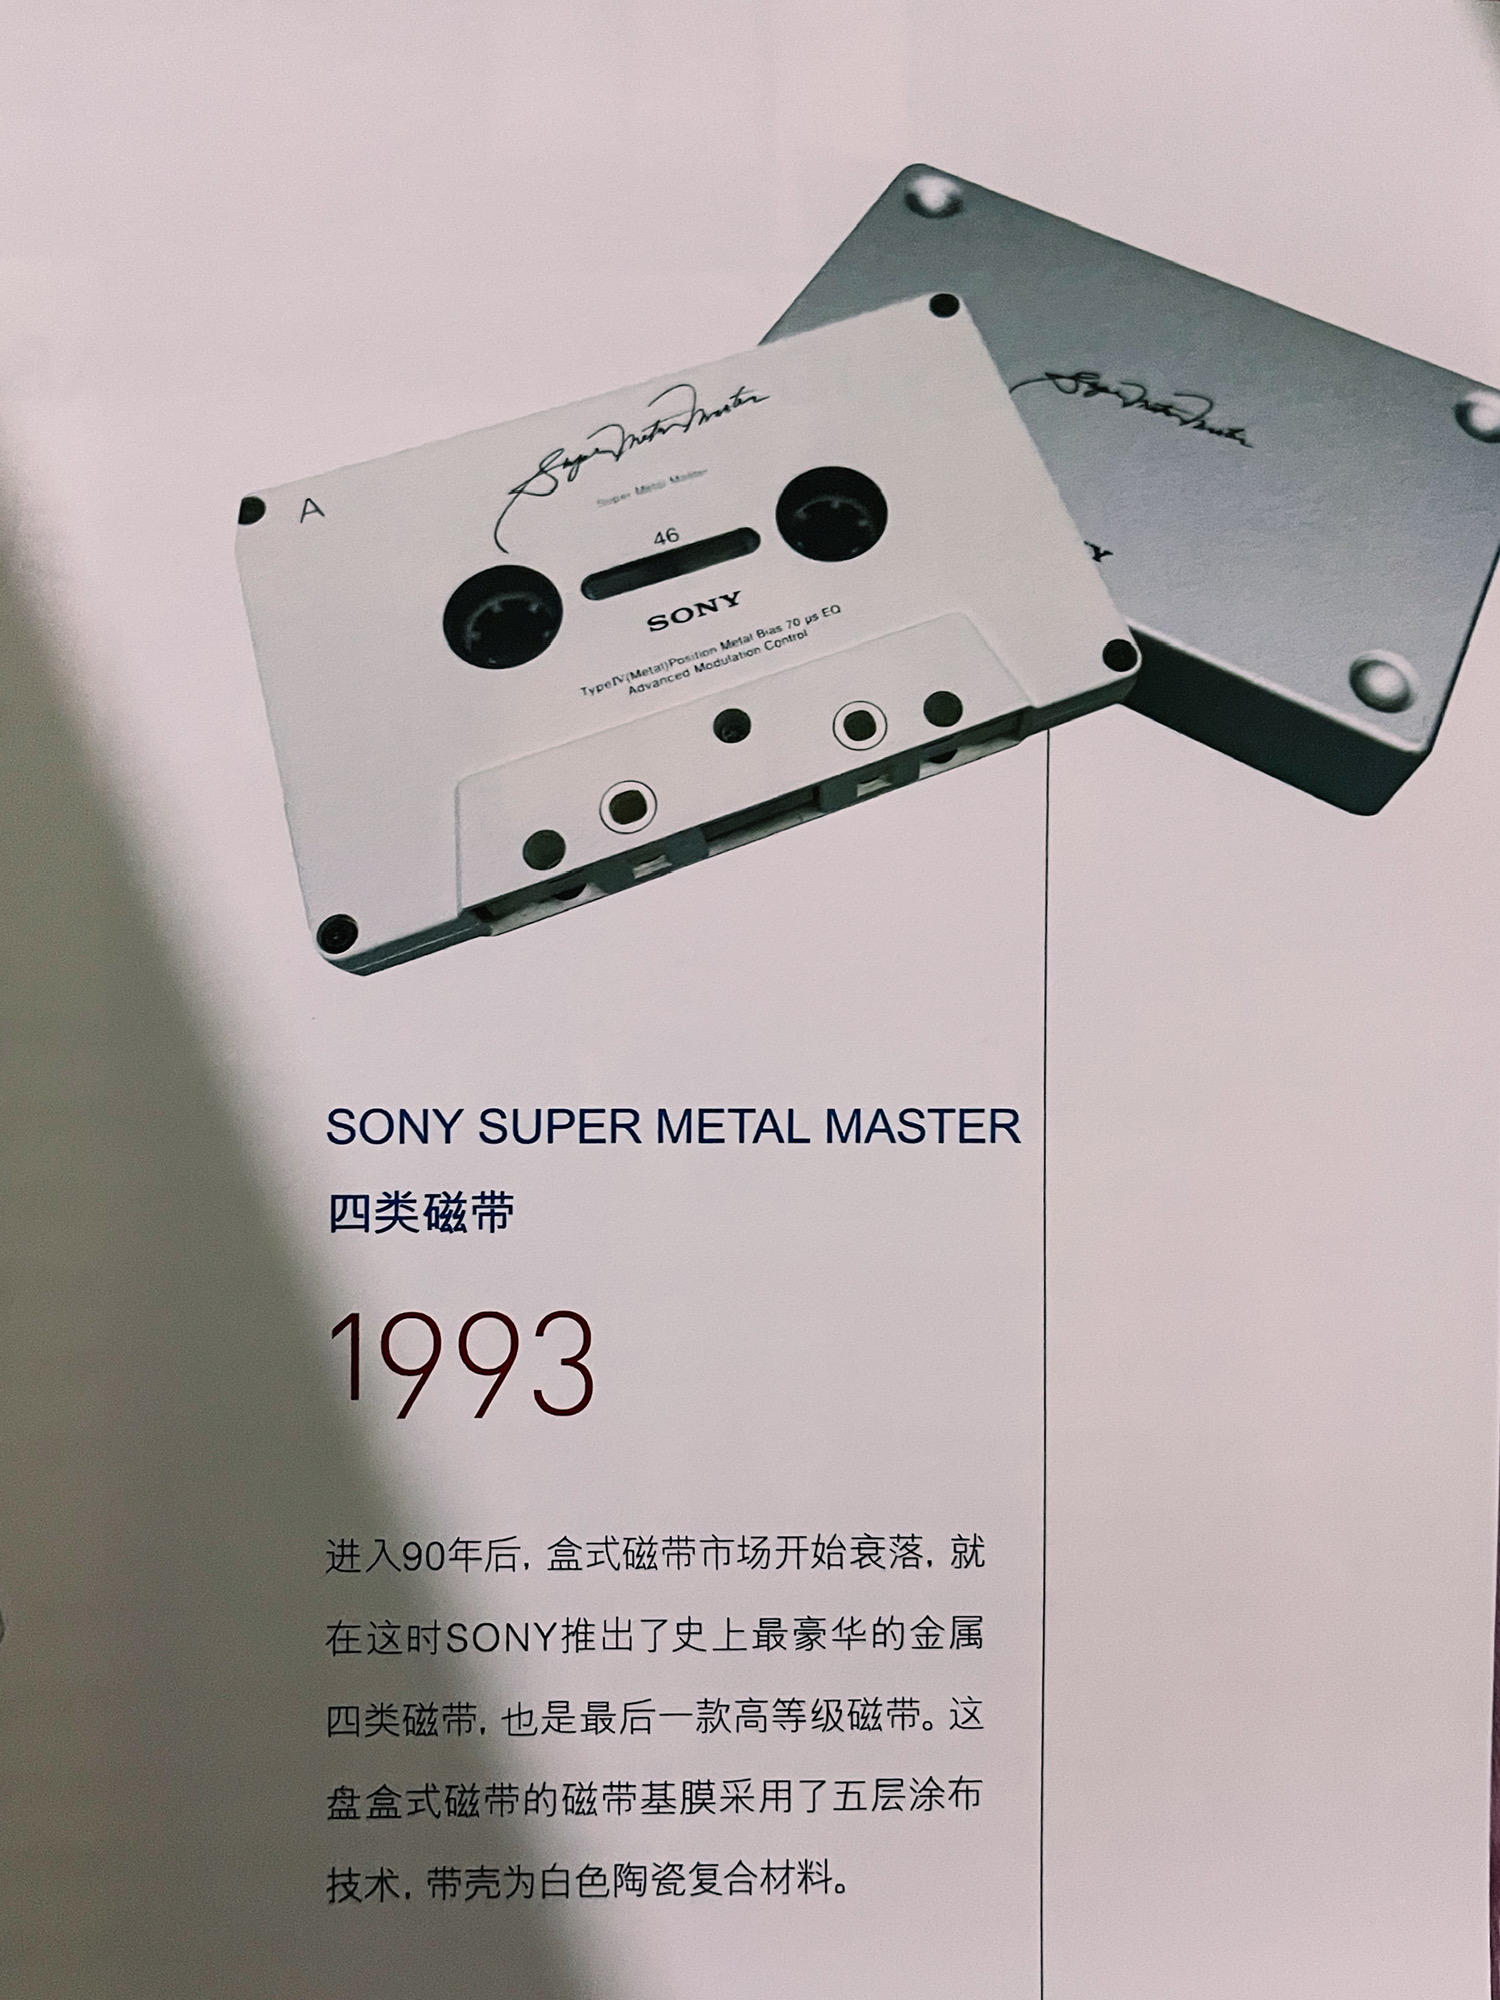 Super Metal Master
A
Super Metal Master
Super Metal Master
46
SONY
Y
TypeⅣ(Metal)Position Metal Bias 70 μs EQ
Advanced Modulation Control
SONY SUPER METAL MASTER
四类磁带
1993
进入90年后，盒式磁带市场开始衰落，就
在这时SONY推出了史上最豪华的金属
四类磁带，也是最后一款高等级磁带。这
盘盒式磁带的磁带基膜采用了五层涂布
技术，带壳为白色陶瓷复合材料。